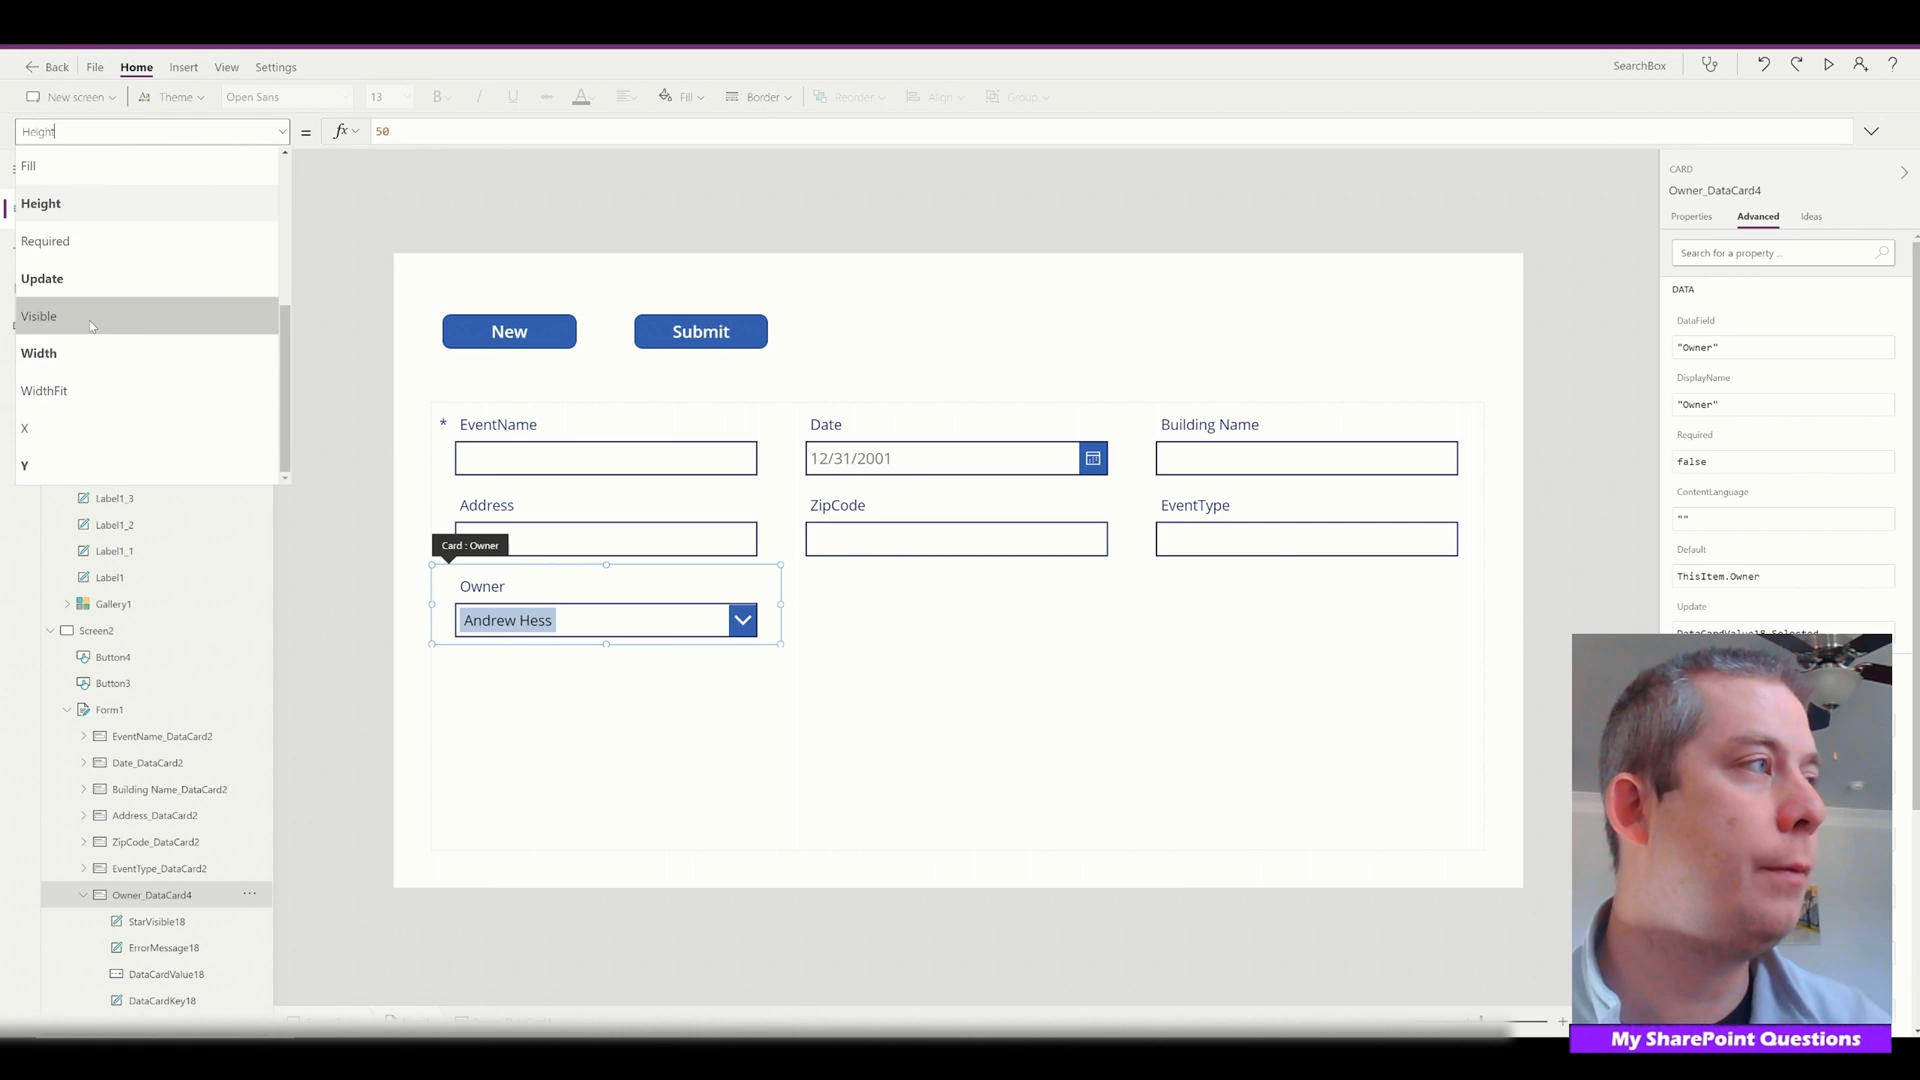 Back File Home Insert View Settings SearchBox
New screen Theme Open Sans 13 B Fill Border Reorder Align Group
Height = fx 50
Fill
Height
Required
Update
Visible
Width
WidthFit
X
Y
Label1_3
Label1_2
Label1_1
Label1
Gallery1
Screen2
Button4
Button3
Form1
EventName_DataCard2
Date_DataCard2
Building Name_DataCard2
Address_DataCard2
ZipCode_DataCard2
EventType_DataCard2
Owner_DataCard4 ...
StarVisible18
ErrorMessage18
DataCardValue18
DataCardKey18
New Submit
* EventName Date Building Name
12/31/2001
Address ZipCode EventType
Card : Owner
Owner
Andrew Hess
CARD
Owner_DataCard4
Properties Advanced Ideas
Search for a property ...
DATA
DataField
"Owner"
DisplayName
"Owner"
Required
false
ContentLanguage
""
Default
ThisItem.Owner
Update
DataCardValue18.Selected
My SharePoint Questions